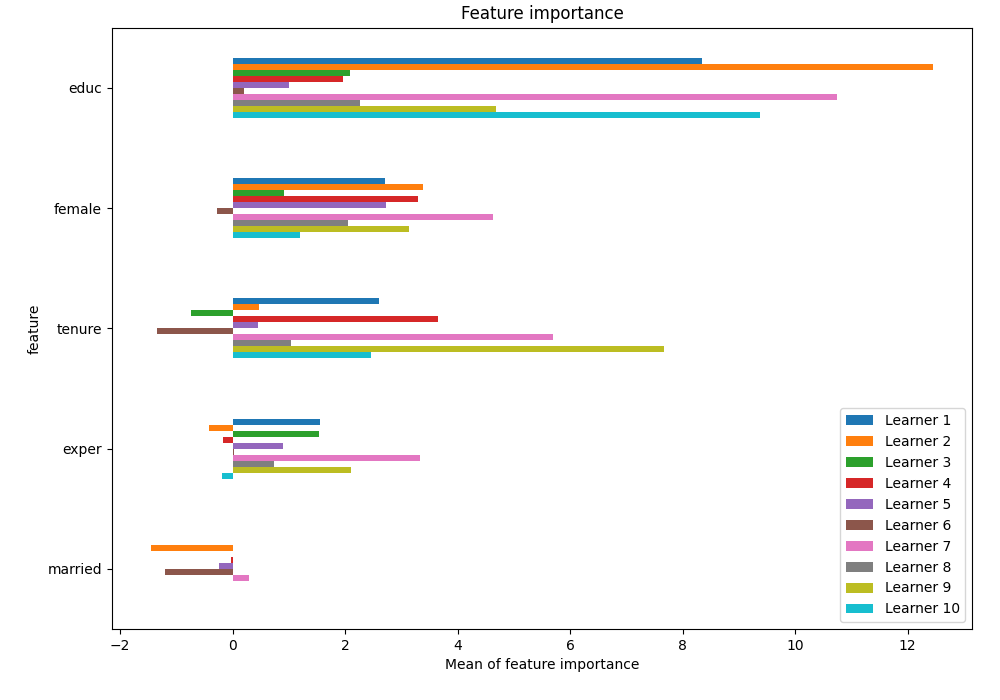 Feature importance
educ
female
tenure
exper
married
feature
−2
0
2
4
6
8
10
12
Mean of feature importance
Learner 1
Learner 2
Learner 3
Learner 4
Learner 5
Learner 6
Learner 7
Learner 8
Learner 9
Learner 10